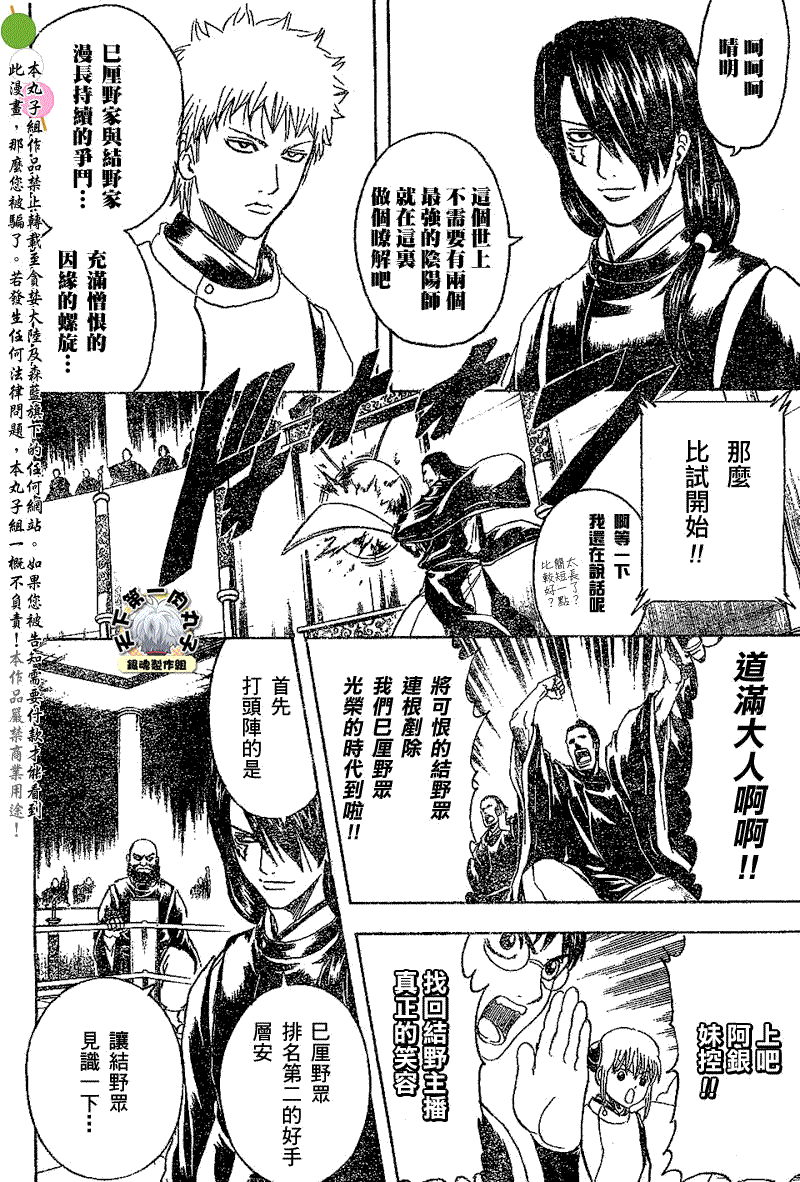 呵呵呵
晴明
這個世上
不需要有兩個
最強的陰陽師
就在這裏
做個瞭解吧
巳厘野家與結野家
漫長持續的爭鬥…
充滿憎恨的
因緣的螺旋…
那麼
比試開始!!
啊等一下
我還在說話呢
太長了?
簡短一點
比較好?
道滿大人啊啊!!
將可恨的結野眾
連根剷除
我們巳厘野眾
光榮的時代到啦!!
首先
打頭陣的是
上吧
阿銀
妹控!!
找回結野主播
真正的笑容
巳厘野眾
排名第二的好手
層安
讓結野眾
見識一下…
天下第一肉丸子
銀魂製作組
本丸子組作品禁止轉載至貪婪大陸及森藍旗下的任何網站。如果您被告知需要付款才能看到
此漫畫，那麼您被騙了。若發生任何法律問題，本丸子組一概不負責！本作品嚴禁商業用途！